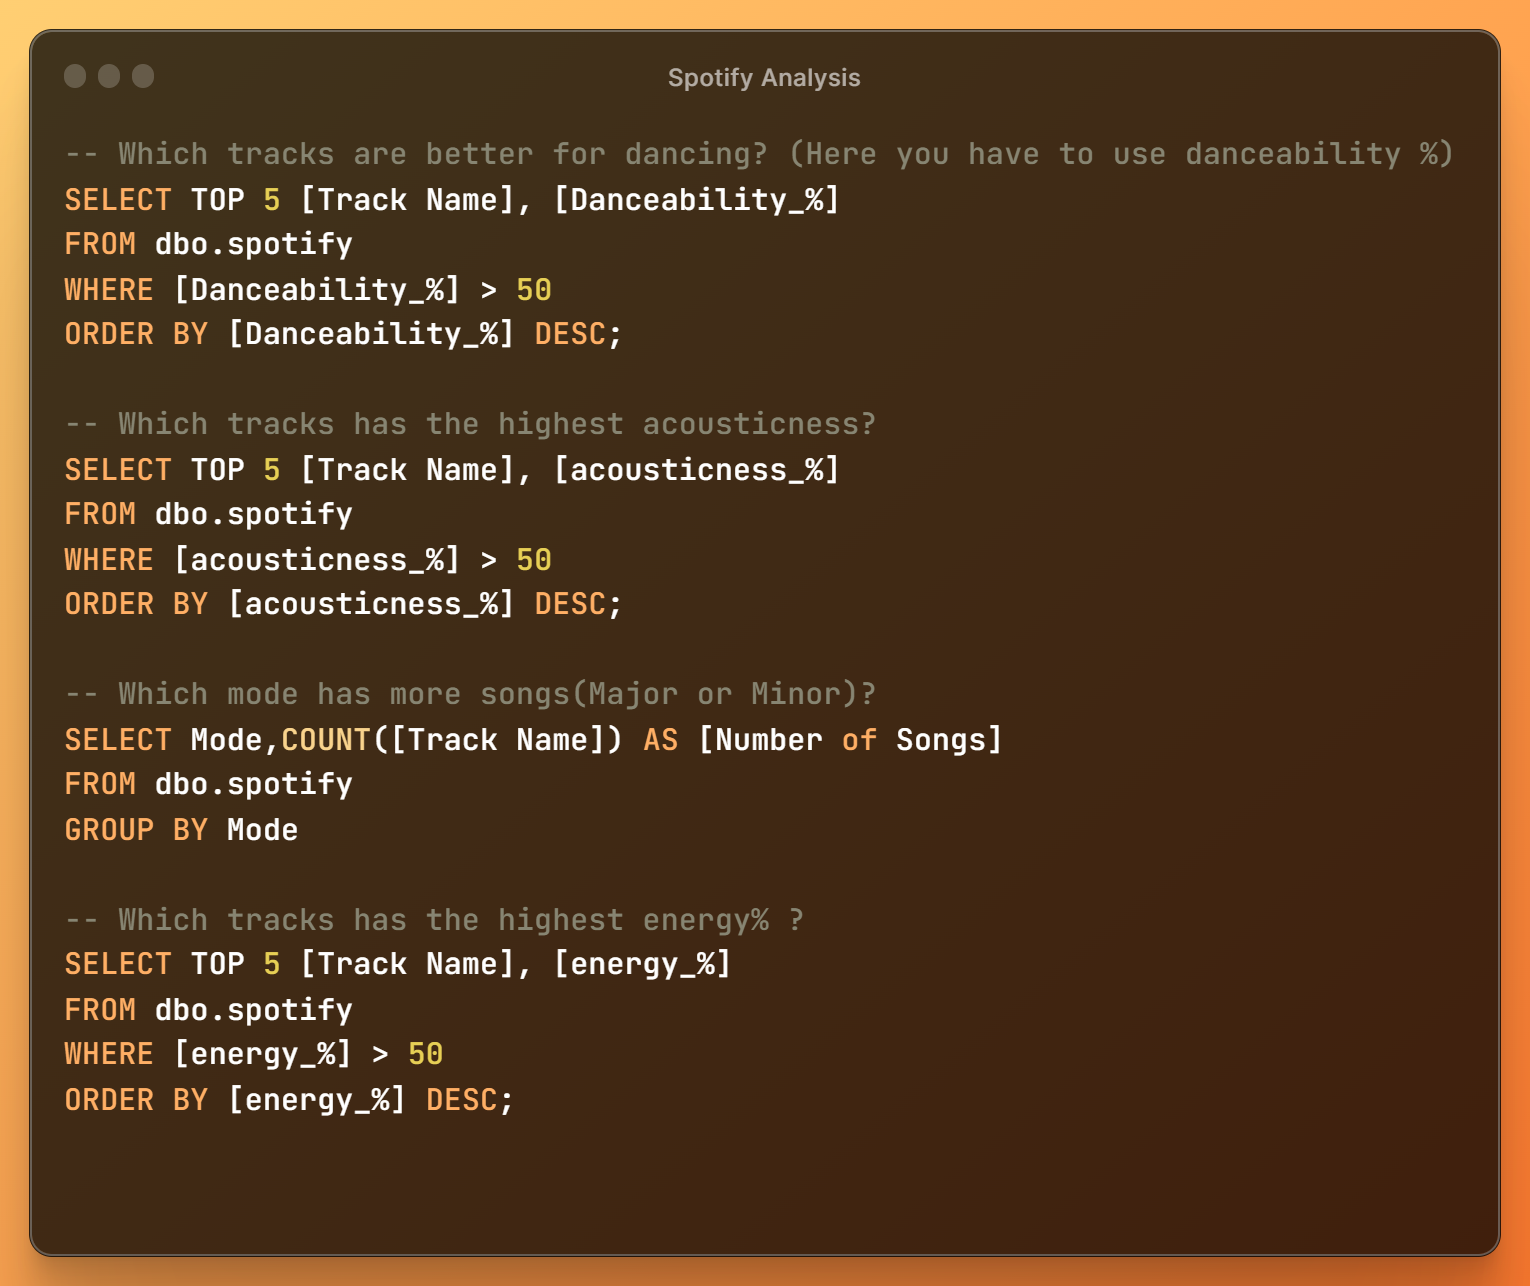 Spotify Analysis
-- Which tracks are better for dancing? (Here you have to use danceability %)
SELECT TOP 5 [Track Name], [Danceability_%]
FROM dbo.spotify
WHERE [Danceability_%] > 50
ORDER BY [Danceability_%] DESC;
-- Which tracks has the highest acousticness?
SELECT TOP 5 [Track Name], [acousticness_%]
FROM dbo.spotify
WHERE [acousticness_%] > 50
ORDER BY [acousticness_%] DESC;
-- Which mode has more songs(Major or Minor)?
SELECT Mode,COUNT([Track Name]) AS [Number of Songs]
FROM dbo.spotify
GROUP BY Mode
-- Which tracks has the highest energy% ?
SELECT TOP 5 [Track Name], [energy_%]
FROM dbo.spotify
WHERE [energy_%] > 50
ORDER BY [energy_%] DESC;